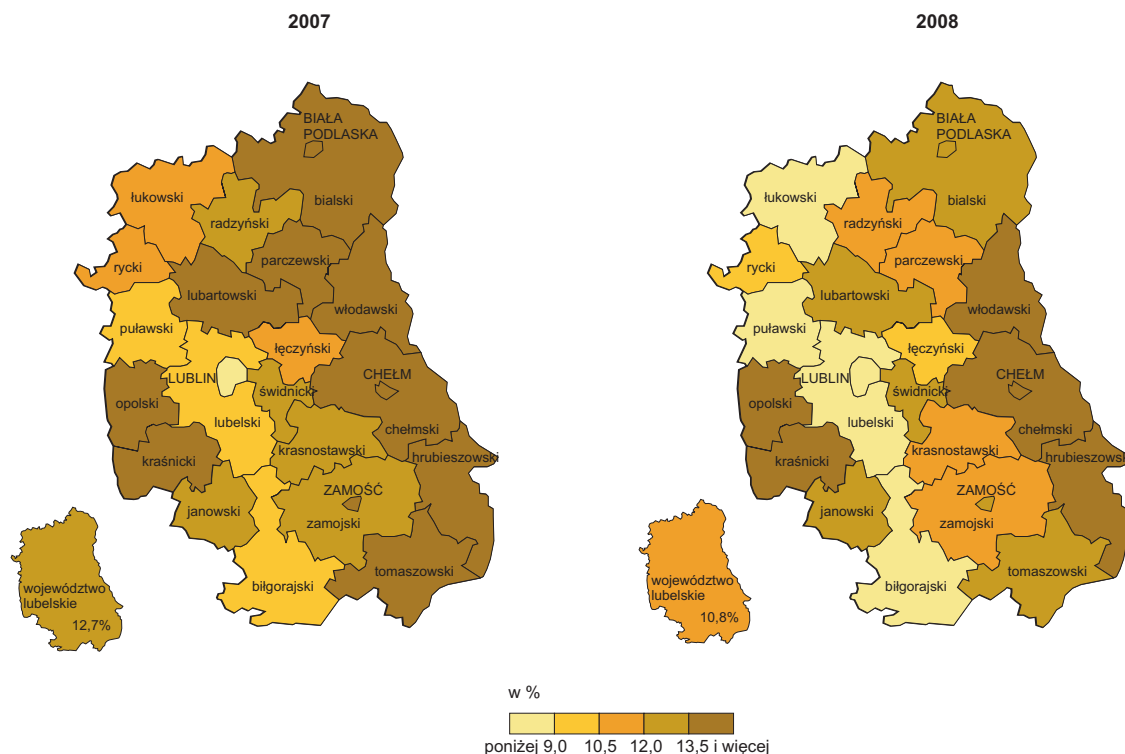 2007
BIAŁA
PODLASKA
łukowski
bialski
radzyński
rycki
parczewski
lubartowski
włodawski
puławski
łęczyński
LUBLIN
CHEŁM
świdnicki
opolski
lubelski
chełmski
krasnostawski
hrubieszowski
kraśnicki
ZAMOŚĆ
janowski
zamojski
tomaszowski
biłgorajski
województwo
lubelskie
12,7%
2008
BIAŁA
PODLASKA
łukowski
bialski
radzyński
rycki
parczewski
lubartowski
włodawski
puławski
łęczyński
LUBLIN
CHEŁM
świdnicki
opolski
lubelski
chełmski
krasnostawski
hrubieszowski
kraśnicki
ZAMOŚĆ
janowski
zamojski
tomaszowski
biłgorajski
województwo
lubelskie
10,8%
w %
poniżej 9,0 10,5 12,0 13,5 i więcej